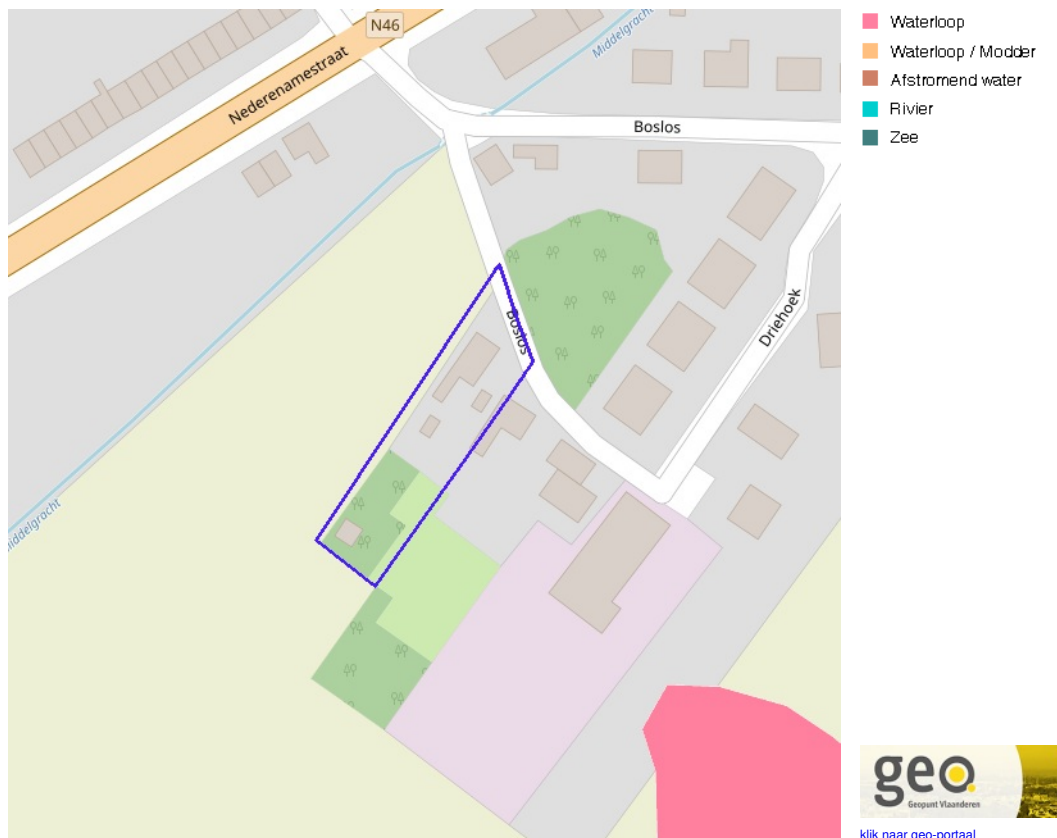 N46
Nederenamestraat
Middelgracht
Boslos
Boslos
Driehoek
Middelgracht
Waterloop
Waterloop / Modder
Afstromend water
Rivier
Zee
geo
Geopunt Vlaanderen
klik naar geo-portaal